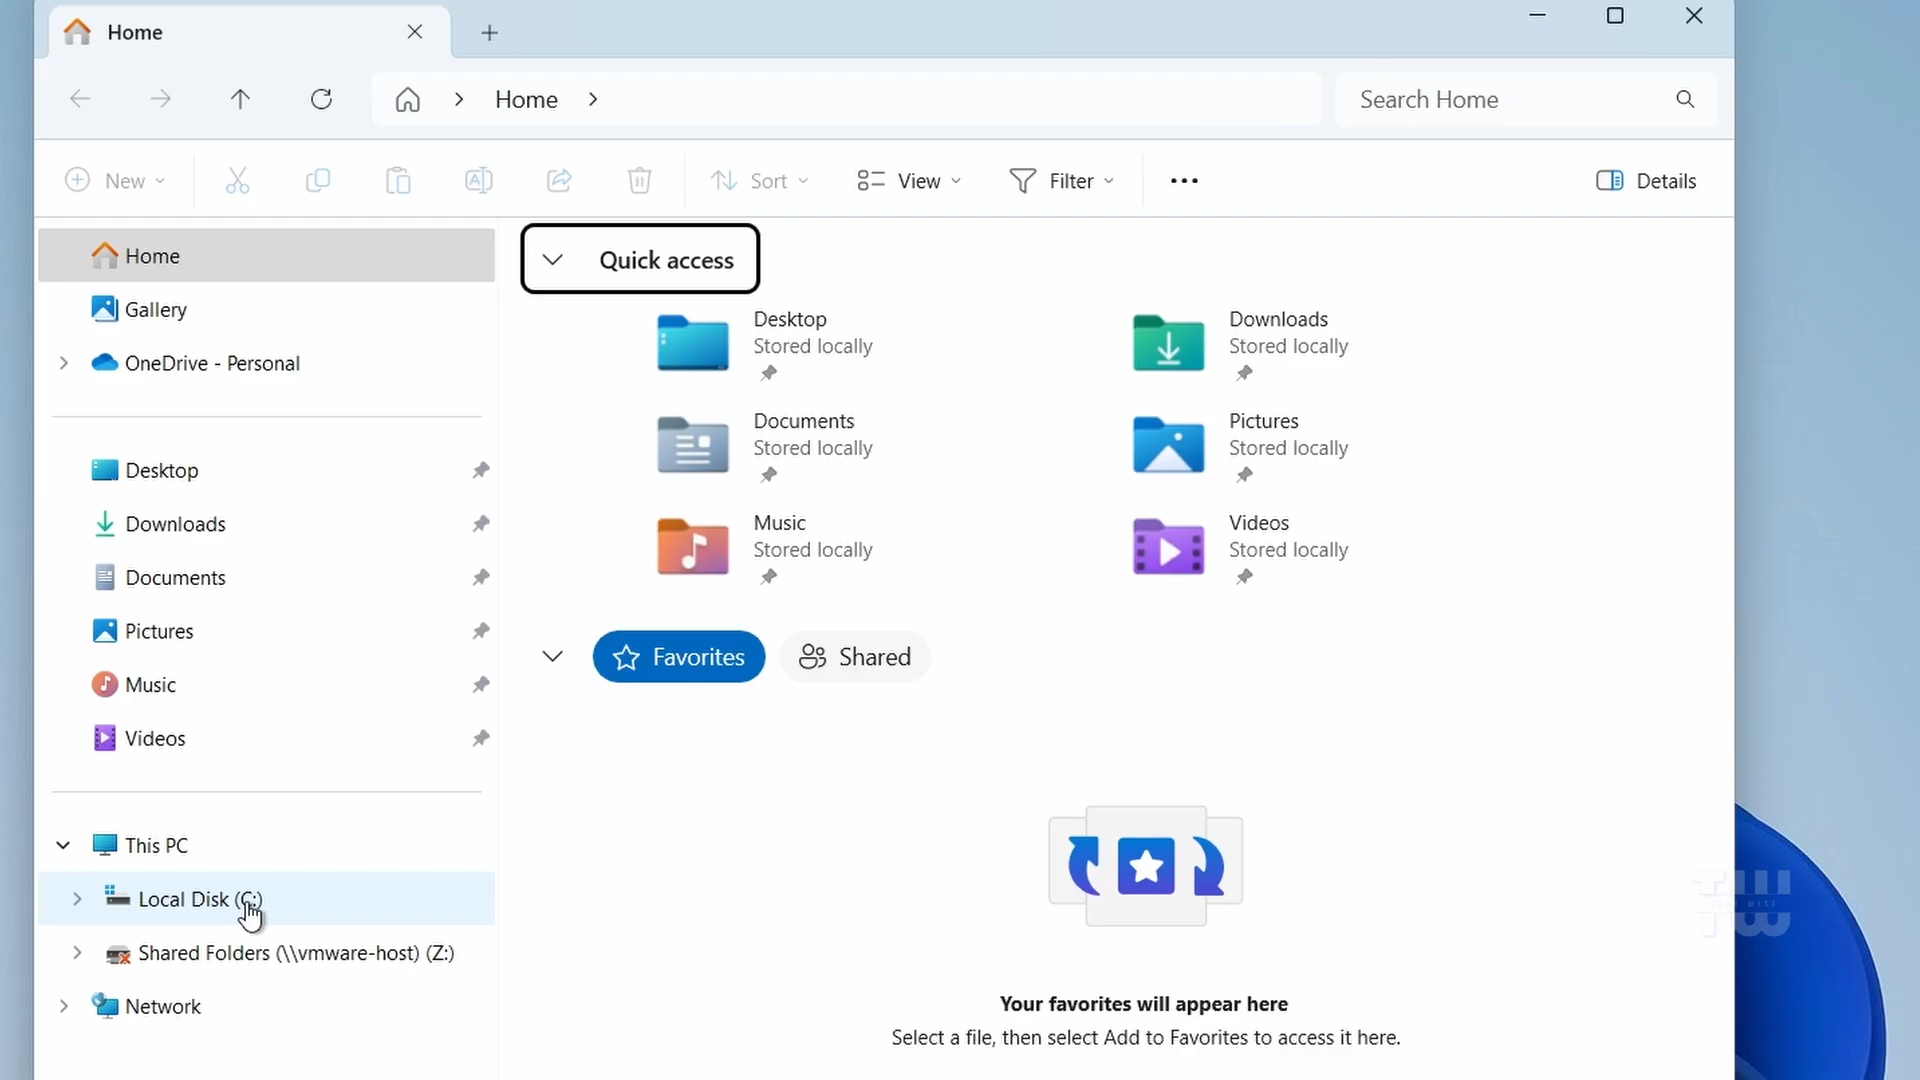 Home
Home
Search Home
New
Sort
View
Filter
Details
Home
Gallery
OneDrive - Personal
Desktop
Downloads
Documents
Pictures
Music
Videos
This PC
Local Disk (C:)
Shared Folders (\\vmware-host) (Z:)
Network
Quick access
Desktop
Stored locally
Downloads
Stored locally
Documents
Stored locally
Pictures
Stored locally
Music
Stored locally
Videos
Stored locally
Favorites
Shared
Your favorites will appear here
Select a file, then select Add to Favorites to access it here.